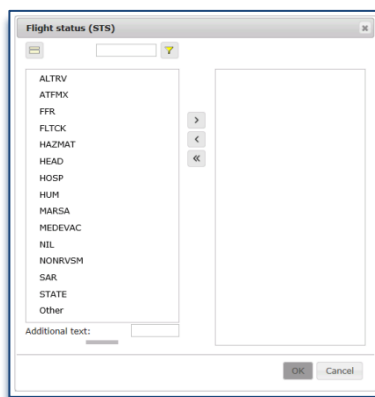 Flight status (STS)
ALTRV
ATFMX
FFR
FLTCK
HAZMAT
HEAD
HOSP
HUM
MARSA
MEDEVAC
NIL
NONRVSM
SAR
STATE
Other
Additional text:
OK Cancel